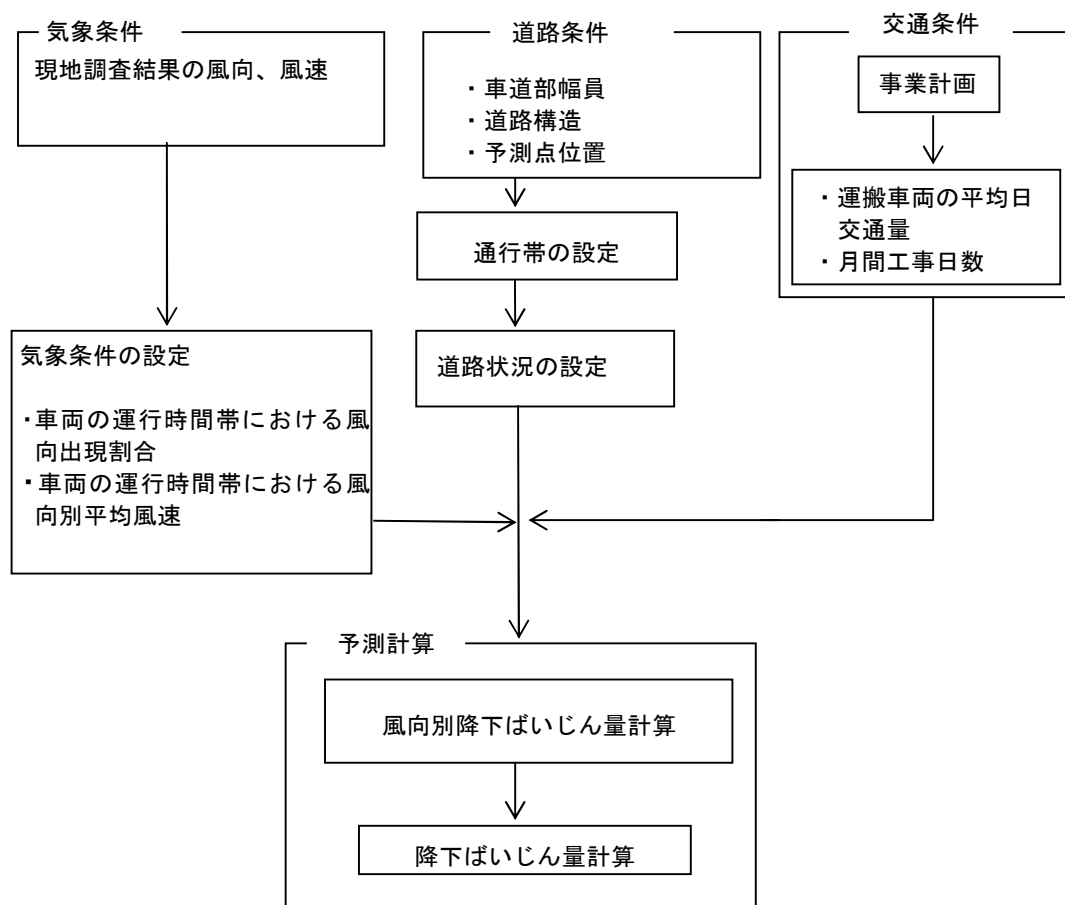 気象条件
現地調査結果の風向、風速
道路条件
・車道部幅員
・道路構造
・予測点位置
交通条件
事業計画
・運搬車両の平均日
交通量
・月間工事日数
通行帯の設定
気象条件の設定
・車両の運行時間帯における風
向出現割合
・車両の運行時間帯における風
向別平均風速
道路状況の設定
予測計算
風向別降下ばいじん量計算
降下ばいじん量計算